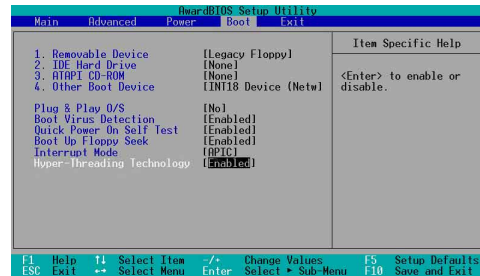 AwardBIOS Setup Utility
Main Advanced Power Boot Exit
Item Specific Help
1. Removable Device [Legacy Floppy]
2. IDE Hard Drive [None]
3. ATAPI CD-ROM [None]
<Enter> to enable or
4. Other Boot Device [INT18 Device (Netw]
disable.
Plug & Play O/S [No]
Boot Virus Detection [Enabled]
Quick Power On Self Test [Enabled]
Boot Up Floppy Seek [Enabled]
Interrupt Mode [APIC]
Hyper-Threading Technology [Enabled]
F1 Help ↑↓ Select Item -/+ Change Values F5 Setup Defaults
ESC Exit ←→ Select Menu Enter Select ► Sub-Menu F10 Save and Exit